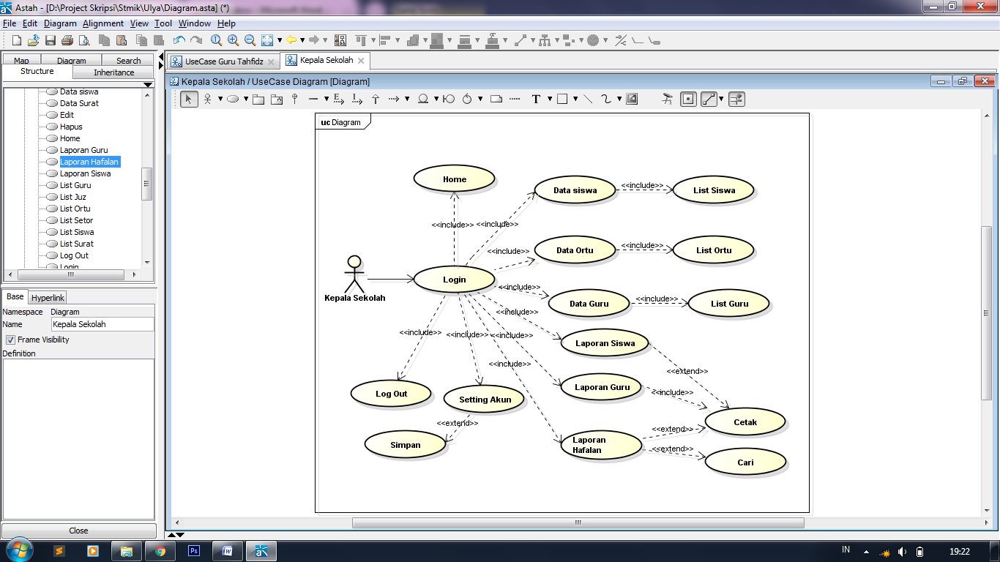 Astah - [D:\Project Skripsi\Stmik\Ulya\Diagram.asta] (*)
File Edit Diagram Alignment View Tool Window Help
Map Diagram Search
Structure Inheritance
Data siswa
Data Surat
Edit
Hapus
Home
Laporan Guru
Laporan Hafalan
Laporan Siswa
List Guru
List Juz
List Ortu
List Setor
List Siswa
List Surat
Log Out
Login
Base Hyperlink
Namespace Diagram
Name Kepala Sekolah
Frame Visibility
Definition
Close
UseCase Guru Tahfidz
Kepala Sekolah
Kepala Sekolah / UseCase Diagram [Diagram]
T
uc Diagram
Home
Data siswa
<<include>>
List Siswa
<<include>>
<<include>>
<<include>>
Data Ortu
<<include>>
List Ortu
Kepala Sekolah
Login
<<include>>
Data Guru
<<include>>
List Guru
<<include>>
<<include>>
<<include>>
<<include>>
Laporan Siswa
<<include>>
<<extend>>
Laporan Guru
<<include>>
Log Out
Setting Akun
<<extend>>
Simpan
Laporan
Hafalan
<<extend>>
<<extend>>
Cetak
Cari
Ps
W
IN
19:22